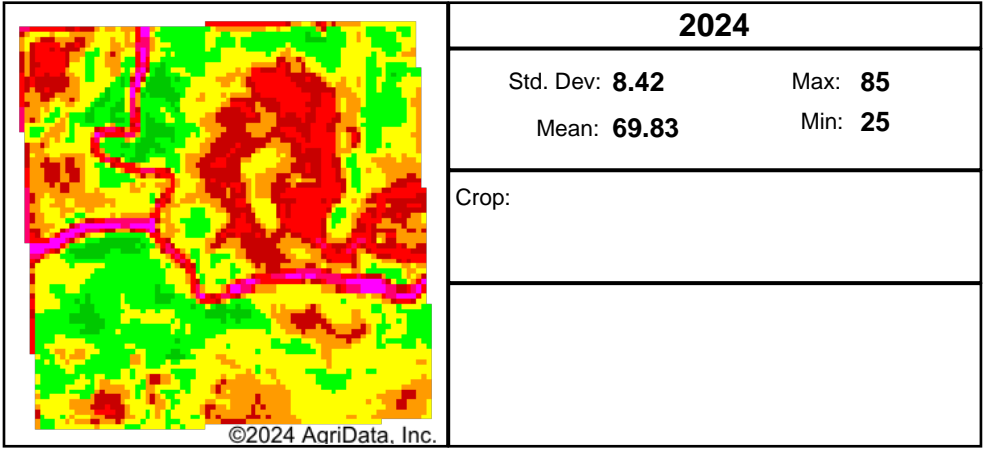 2024
Std. Dev: 8.42 Max: 85
Mean: 69.83 Min: 25
Crop:
©2024 AgriData, Inc.